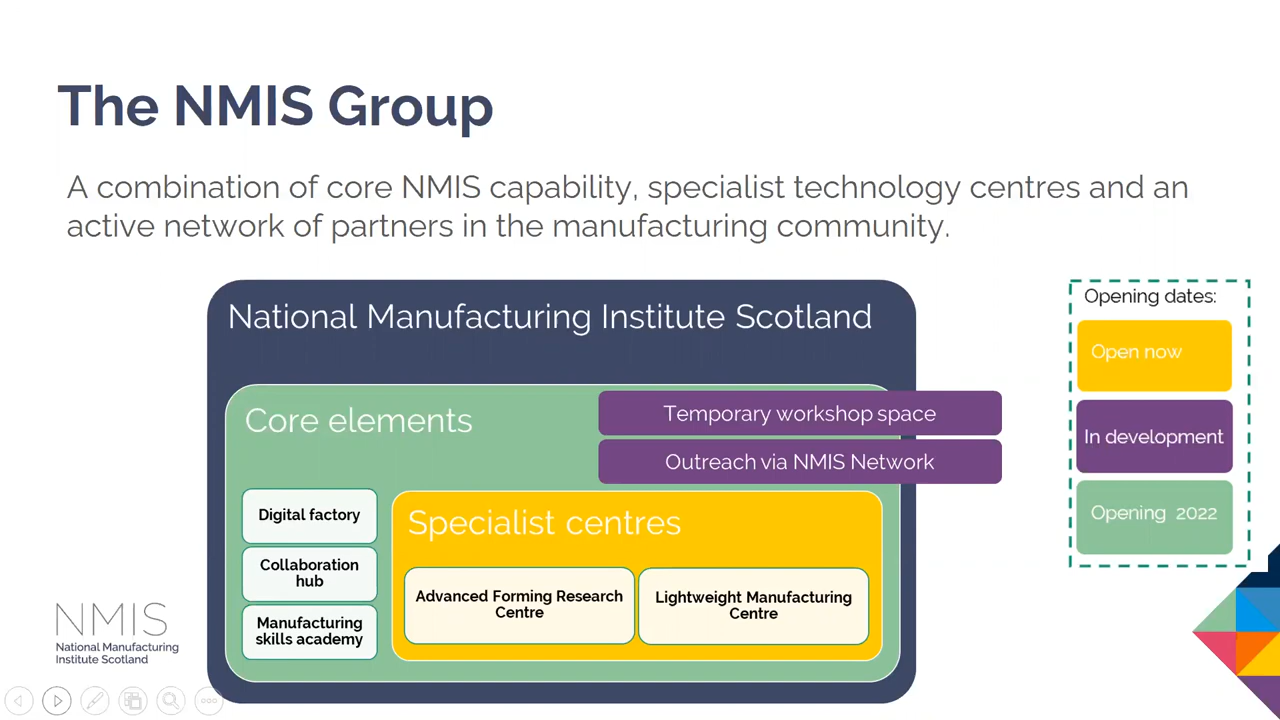 The NMIS Group
A combination of core NMIS capability, specialist technology centres and an
active network of partners in the manufacturing community.
National Manufacturing Institute Scotland
Core elements
Temporary workshop space
Outreach via NMIS Network
Digital factory
Collaboration
hub
Manufacturing
skills academy
Specialist centres
Advanced Forming Research
Centre
Lightweight Manufacturing
Centre
Opening dates:
Open now
In development
Opening 2022
NMIS
National Manufacturing
Institute Scotland